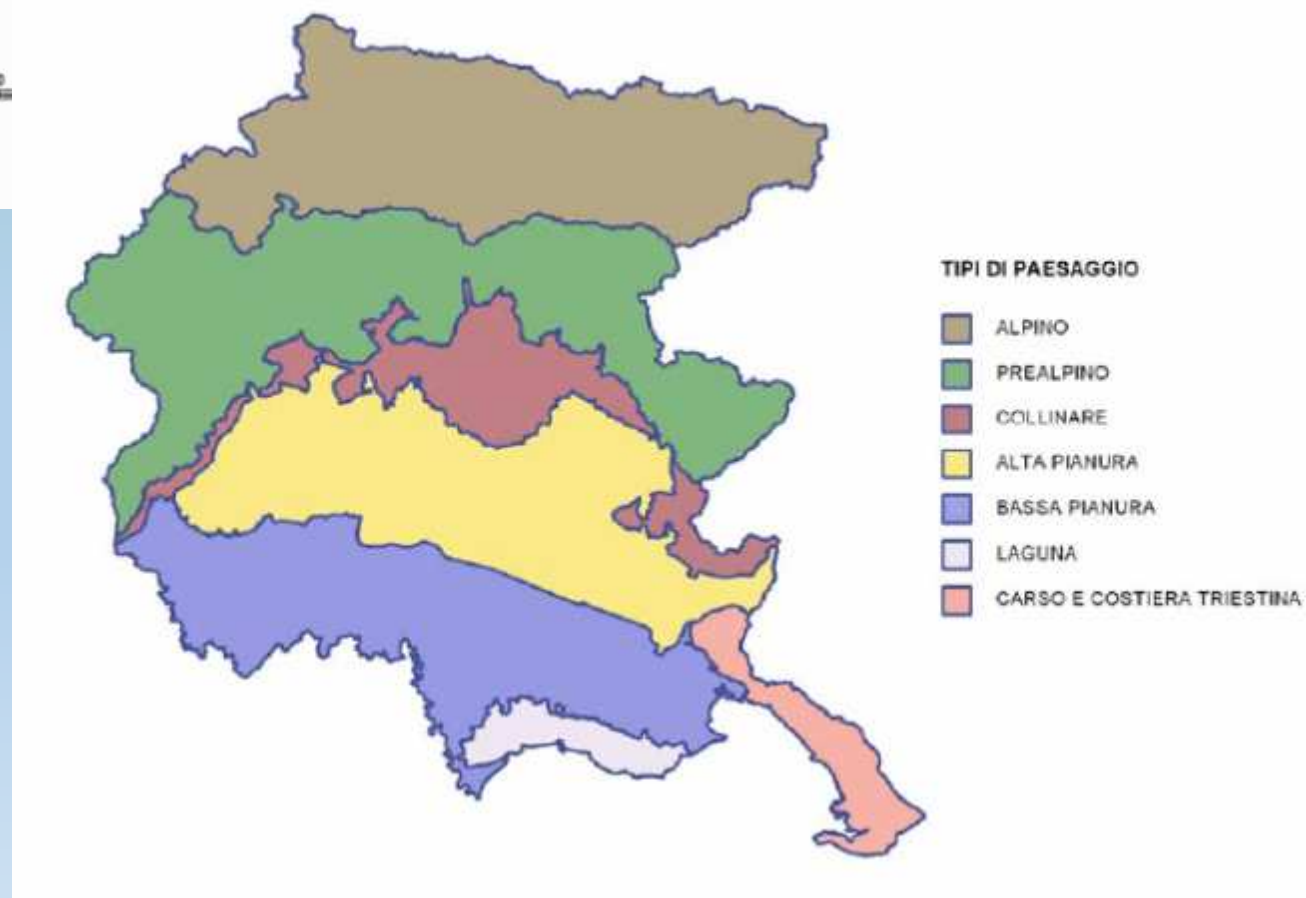 TIPI DI PAESAGGIO
ALPINO
PREALPINO
COLLINARE
ALTA PIANURA
BASSA PIANURA
LAGUNA
CARSO E COSTIERA TRIESTINA